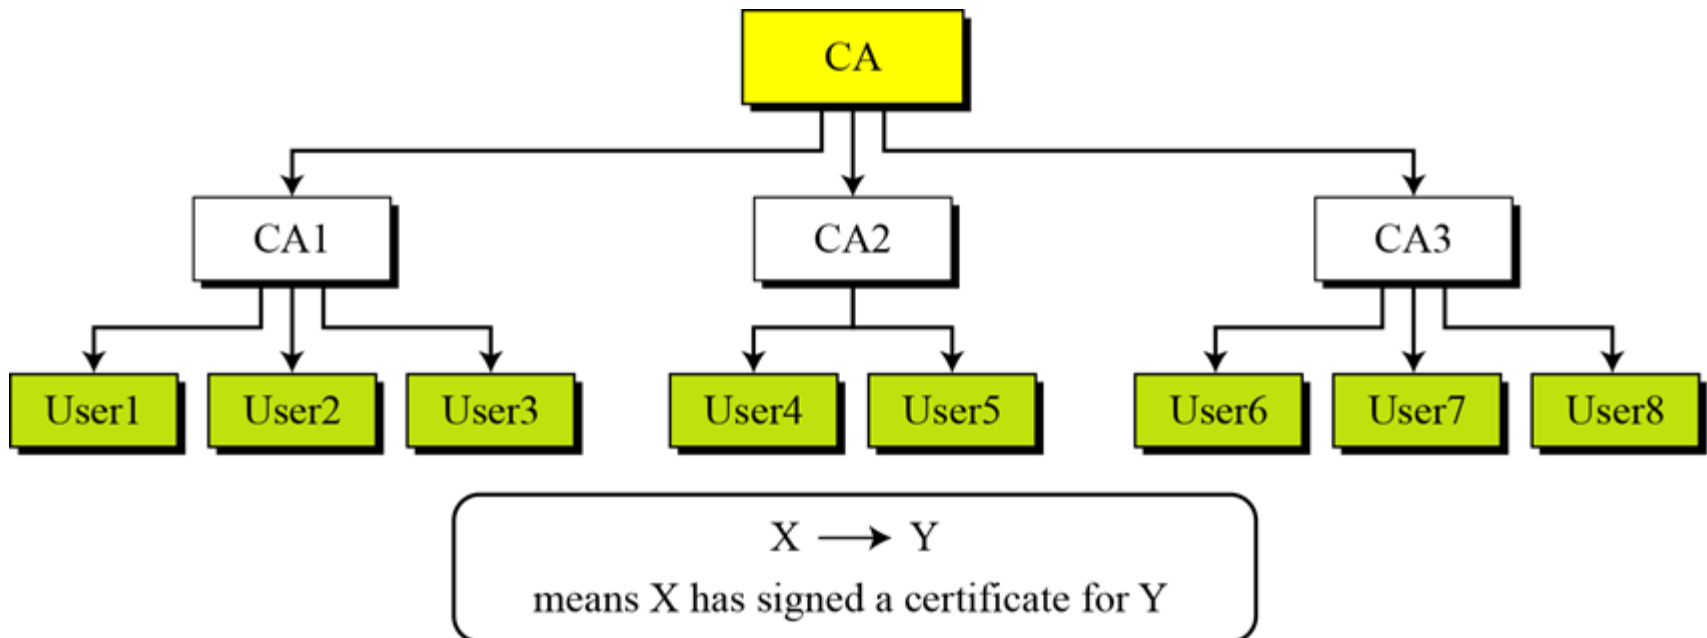 CA
CA1 CA2 CA3
User1 User2 User3 User4 User5 User6 User7 User8
X → Y
means X has signed a certificate for Y